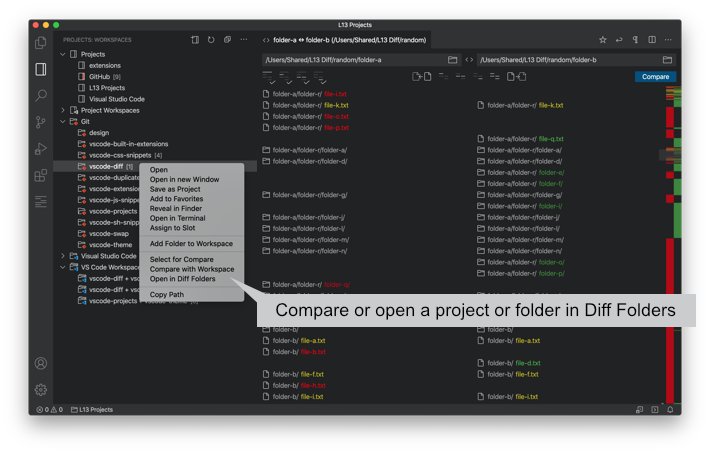 L13 Projects
PROJECTS: WORKSPACES
folder-a ⇔ folder-b (/Users/Shared/L13 Diff/random)
/Users/Shared/L13 Diff/random/folder-a
/Users/Shared/L13 Diff/random/folder-b
Compare
Projects
extensions
GitHub [9]
L13 Projects
Visual Studio Code
Project Workspaces
Git
design
vscode-built-in-extensions
vscode-css-snippets [4]
vscode-diff [1]
vscode-duplicate
vscode-extension
vscode-js-snippe
vscode-projects
vscode-sh-snipp
vscode-swap
vscode-theme
Visual Studio Code
VS Code Workspac
vscode-diff + vsc
vscode-diff + vsc
vscode-projects + vscode-theme
Open
Open in new Window
Save as Project
Add to Favorites
Reveal in Finder
Open in Terminal
Assign to Slot
Add Folder to Workspace
Select for Compare
Compare with Workspace
Open in Diff Folders
Copy Path
folder-a/folder-r/ file-i.txt
folder-a/folder-r/ file-k.txt
folder-a/folder-r/ file-k.txt
folder-a/folder-r/ file-o.txt
folder-a/folder-r/ file-p.txt
folder-a/folder-r/ file-q.txt
folder-a/folder-r/folder-a/
folder-a/folder-r/folder-a/
folder-a/folder-r/folder-d/
folder-a/folder-r/folder-d/
folder-a/folder-r/ folder-e/
folder-a/folder-r/ folder-f/
folder-a/folder-r/folder-g/
folder-a/folder-r/folder-g/
folder-a/folder-r/ folder-i/
folder-a/folder-r/folder-j/
folder-a/folder-r/folder-j/
folder-a/folder-r/folder-l/
folder-a/folder-r/folder-l/
folder-a/folder-r/folder-m/
folder-a/folder-r/folder-m/
folder-a/folder-r/folder-n/
folder-a/folder-r/folder-n/
folder-a/folder-r/ folder-o/
folder-a/folder-r/ folder-p/
folder-a/folder-r/
Compare or open a project or folder in Diff Folders
folder-b/
folder-b/
folder-b/ file-a.txt
folder-b/ file-a.txt
folder-b/ file-b.txt
folder-b/ file-d.txt
folder-b/ file-f.txt
folder-b/ file-f.txt
folder-b/ file-h.txt
folder-b/ file-i.txt
folder-b/ file-i.txt
0 0 L13 Projects